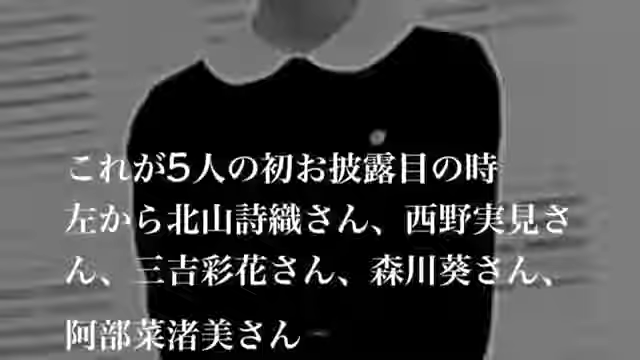 これが5人の初お披露目の時
左から北山詩織さん、西野実見さ
ん、三吉彩花さん、森川葵さん、
阿部菜渚美さん